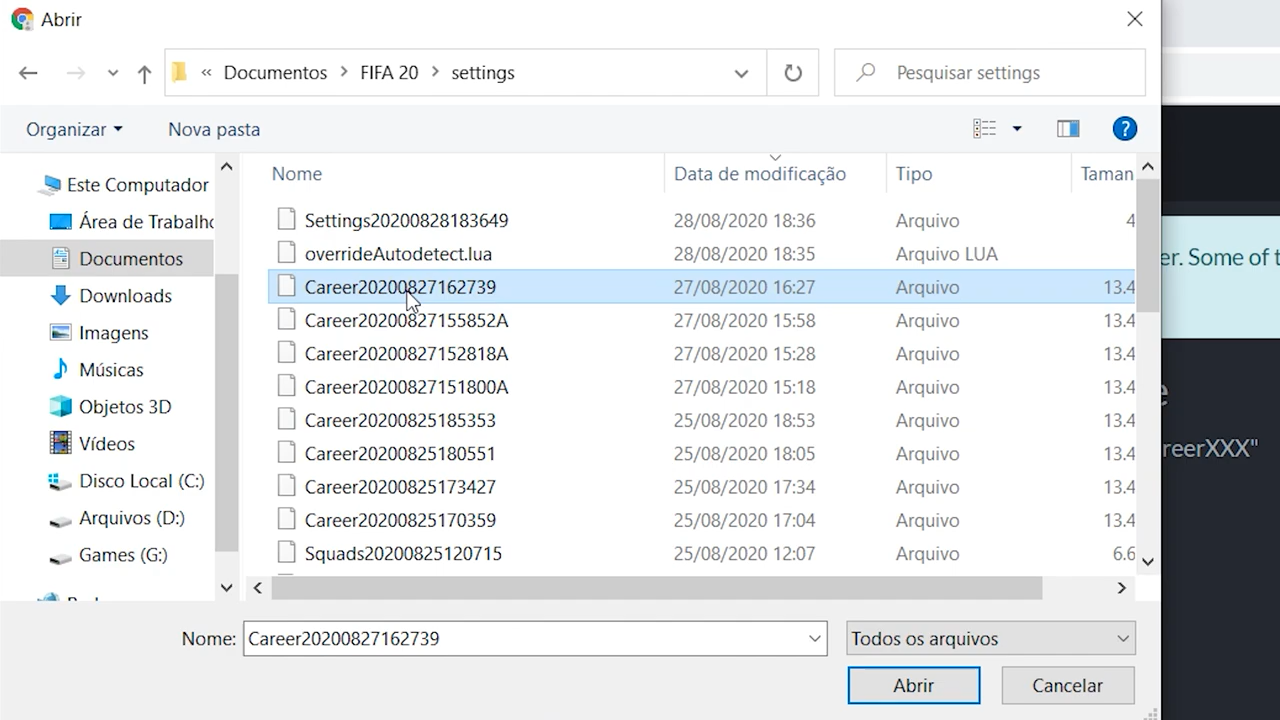 Abrir
« Documentos > FIFA 20 > settings
Pesquisar settings
Organizar
Nova pasta
?
Este Computador
Área de Trabalho
Documentos
Downloads
Imagens
Músicas
Objetos 3D
Vídeos
Disco Local (C:)
Arquivos (D:)
Games (G:)
Nome Data de modificação Tipo Taman
Settings20200828183649 28/08/2020 18:36 Arquivo 4
overrideAutodetect.lua 28/08/2020 18:35 Arquivo LUA
Career20200827162739 27/08/2020 16:27 Arquivo 13.4
Career20200827155852A 27/08/2020 15:58 Arquivo 13.4
Career20200827152818A 27/08/2020 15:28 Arquivo 13.4
Career20200827151800A 27/08/2020 15:18 Arquivo 13.4
Career20200825185353 25/08/2020 18:53 Arquivo 13.4
Career20200825180551 25/08/2020 18:05 Arquivo 13.4
Career20200825173427 25/08/2020 17:34 Arquivo 13.4
Career20200825170359 25/08/2020 17:04 Arquivo 13.4
Squads20200825120715 25/08/2020 12:07 Arquivo 6.6
Nome: Career20200827162739
Todos os arquivos
Abrir
Cancelar
er. Some of t
e
reerXXX"